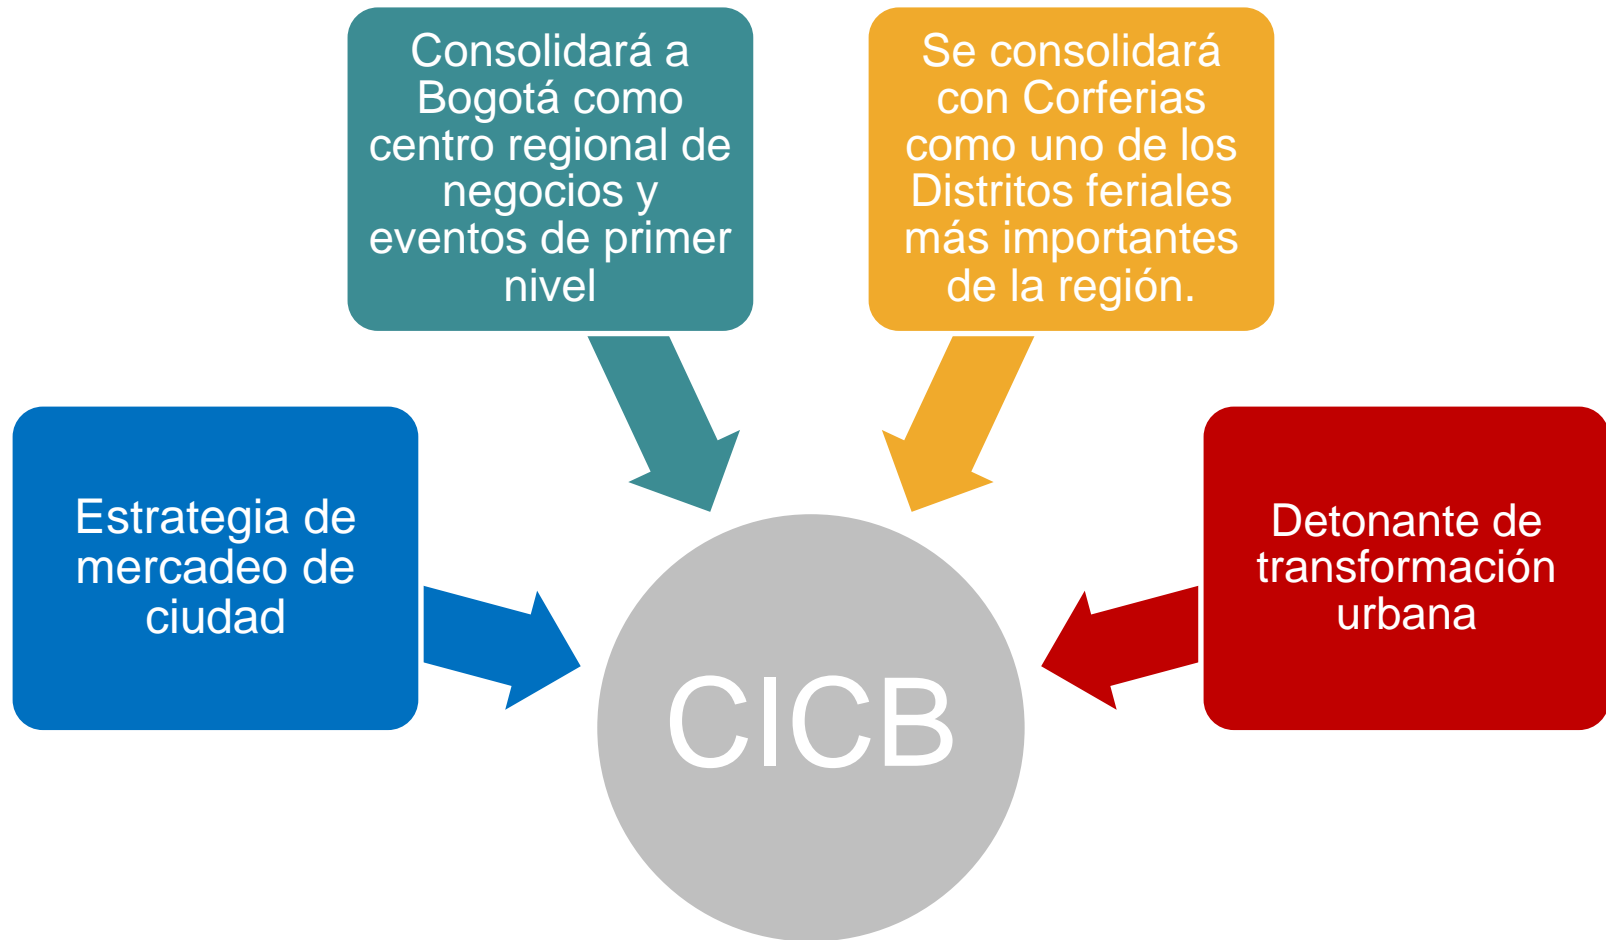 Consolidará a
Bogotá como
centro regional de
negocios y
eventos de primer
nivel
Se consolidará
con Corferias
como uno de los
Distritos feriales
más importantes
de la región.
Estrategia de
mercadeo de
ciudad
Detonante de
transformación
urbana
CICB